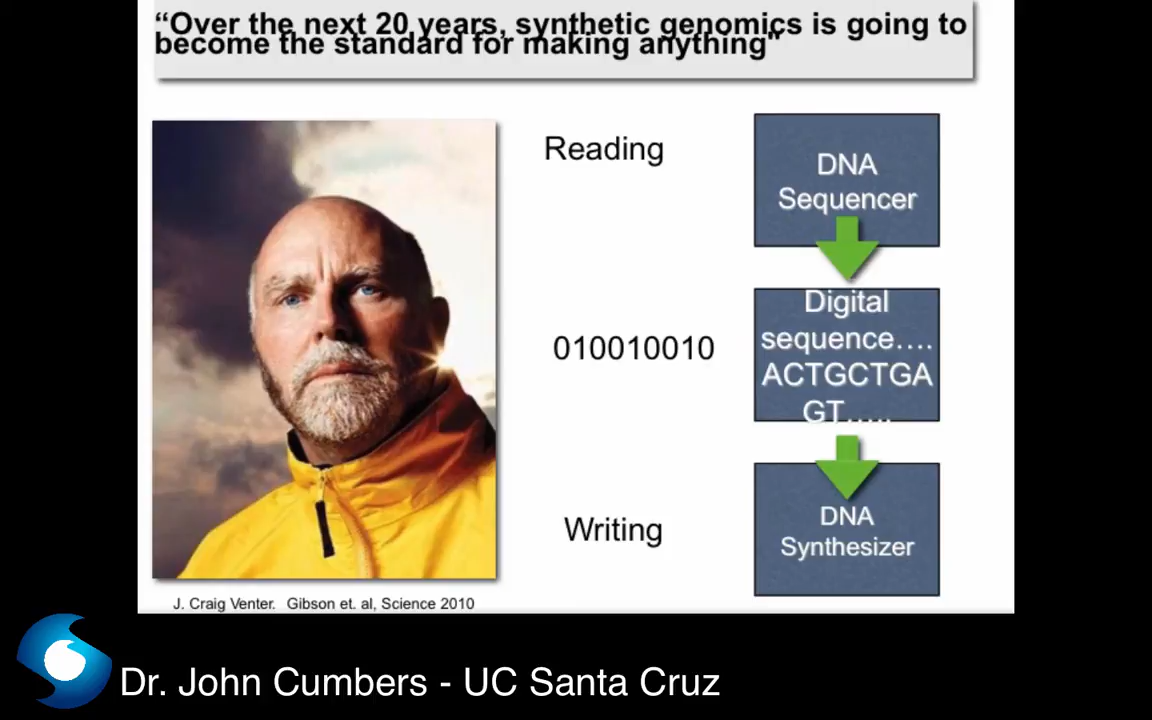 “Over the next 20 years, synthetic genomics is going to
become the standard for making anything"
Reading
DNA
Sequencer
010010010
Digital
sequence….
ACTGCTGA
GT…..
Writing
DNA
Synthesizer
J. Craig Venter. Gibson et. al, Science 2010
Dr. John Cumbers - UC Santa Cruz